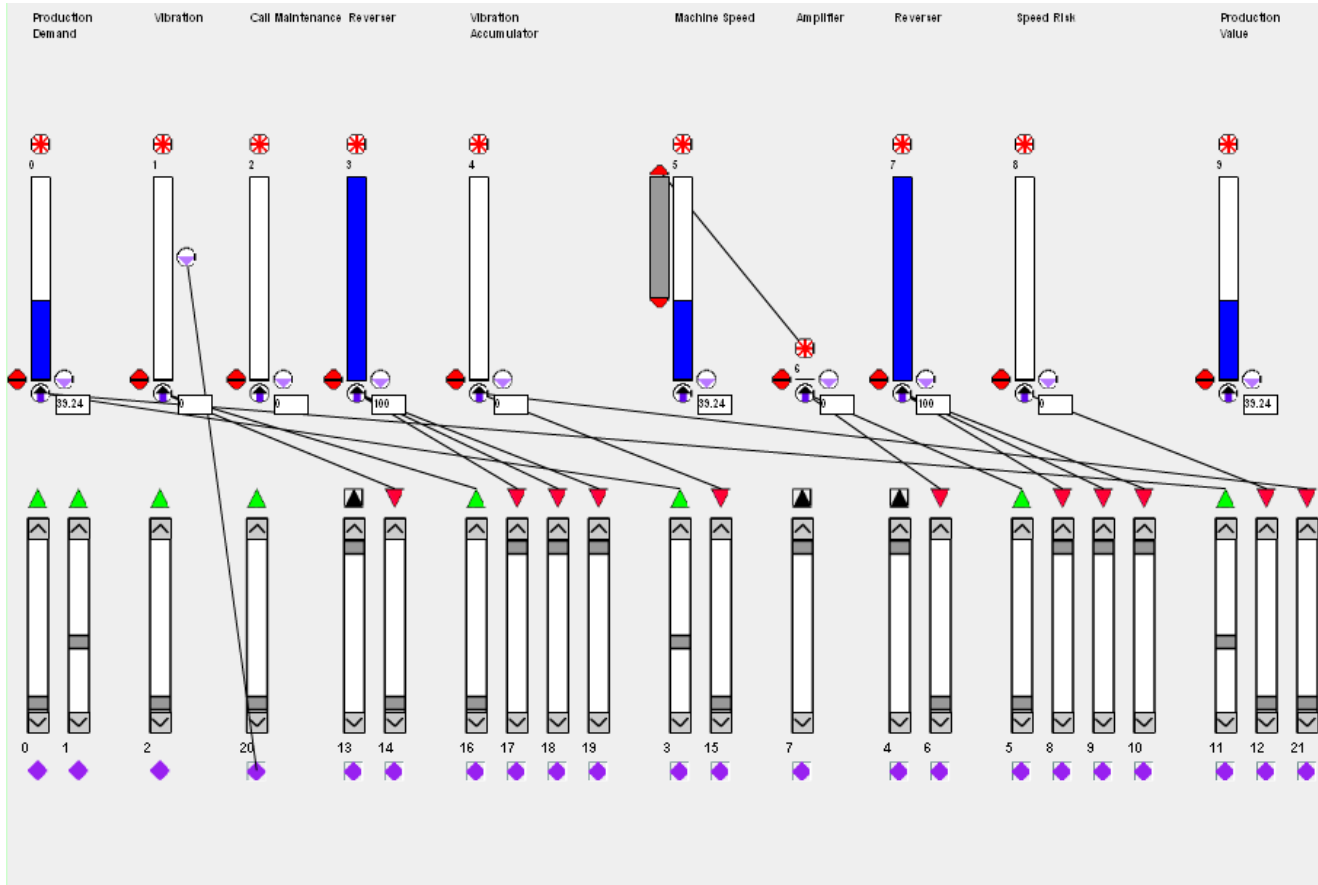 Production Demand
Vibration
Call Maintenance
Reverser
Vibration Accumulator
Machine Speed
Amplifier
Reverser
Speed Risk
Production Value
0 1 2 3 4 5 7 8 9
6
39.24 0 0 100 0 39.24 0 100 0 39.24
0 1 2 20 13 14 16 17 18 19 3 15 7 4 6 5 8 9 10 11 12 21